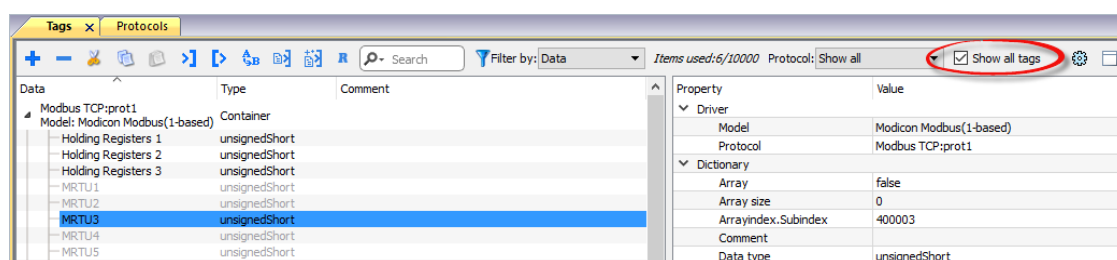 Tags x Protocols
A B R Search Filter by: Data Items used:6/10000 Protocol: Show all Show all tags
Data Type Comment Property Value
Modbus TCP:prot1
Model: Modicon Modbus(1-based) Container
Driver
Holding Registers 1 unsignedShort Model Modicon Modbus(1-based)
Holding Registers 2 unsignedShort Protocol Modbus TCP:prot1
Holding Registers 3 unsignedShort Dictionary
MRTU1 unsignedShort Array false
MRTU2 unsignedShort Array size 0
MRTU3 unsignedShort Arrayindex.Subindex 400003
MRTU4 unsignedShort Comment
MRTU5 unsignedShort Data type unsignedShort